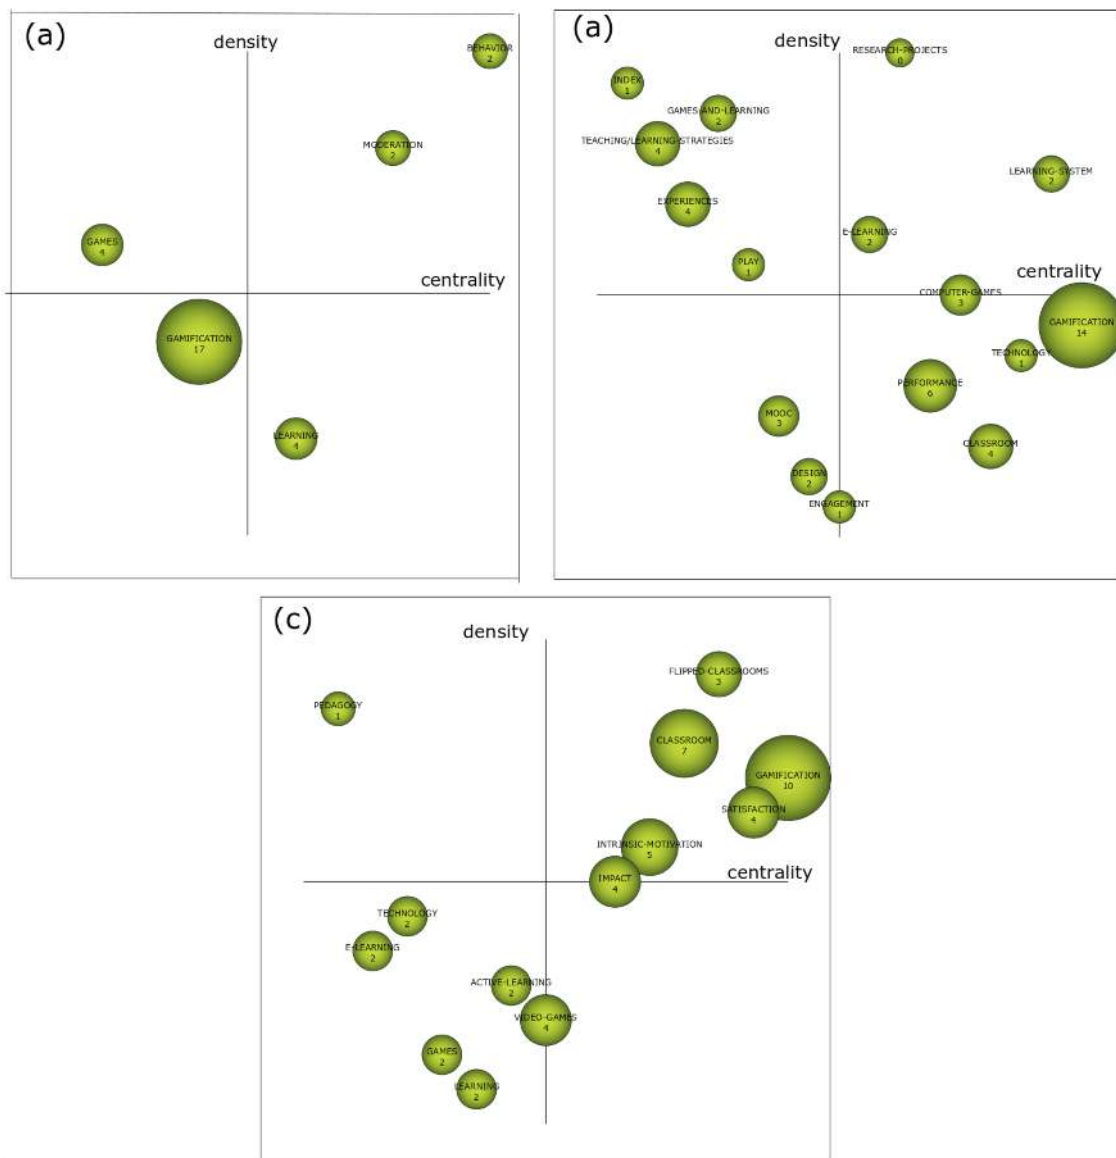 (a)
density
BEHAVIOR
2
MODERATION
2
GAMES
4
centrality
GAMIFICATION
17
LEARNING
4
(a)
density
RESEARCH-PROJECTS
0
INDEX
1
GAMES-AND-LEARNING
2
TEACHING/LEARNING-STRATEGIES
4
LEARNING-SYSTEM
2
EXPERIENCES
4
E-LEARNING
2
PLAY
1
centrality
COMPUTER-GAMES
3
GAMIFICATION
14
TECHNOLOGY
1
PERFORMANCE
6
MOOC
3
CLASSROOM
4
DESIGN
2
ENGAGEMENT
1
(c)
density
FLIPPED-CLASSROOMS
3
PEDAGOGY
1
CLASSROOM
7
GAMIFICATION
10
SATISFACTION
4
INTRINSIC-MOTIVATION
5
centrality
IMPACT
4
TECHNOLOGY
2
E-LEARNING
2
ACTIVE-LEARNING
2
VIDEO-GAMES
4
GAMES
2
LEARNING
2